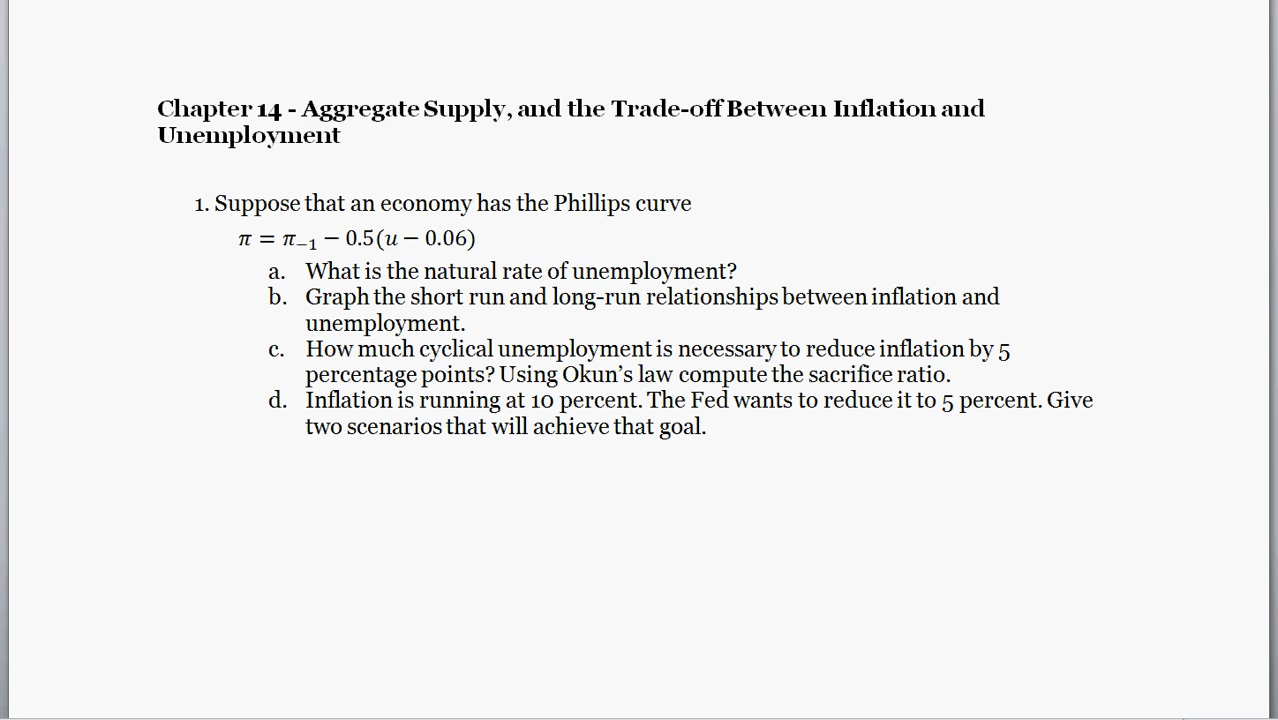 Chapter 14 - Aggregate Supply, and the Trade-off Between Inflation and
Unemployment
1. Suppose that an economy has the Phillips curve
π = π₋₁ − 0.5(u − 0.06)
a. What is the natural rate of unemployment?
b. Graph the short run and long-run relationships between inflation and
unemployment.
c. How much cyclical unemployment is necessary to reduce inflation by 5
percentage points? Using Okun's law compute the sacrifice ratio.
d. Inflation is running at 10 percent. The Fed wants to reduce it to 5 percent. Give
two scenarios that will achieve that goal.